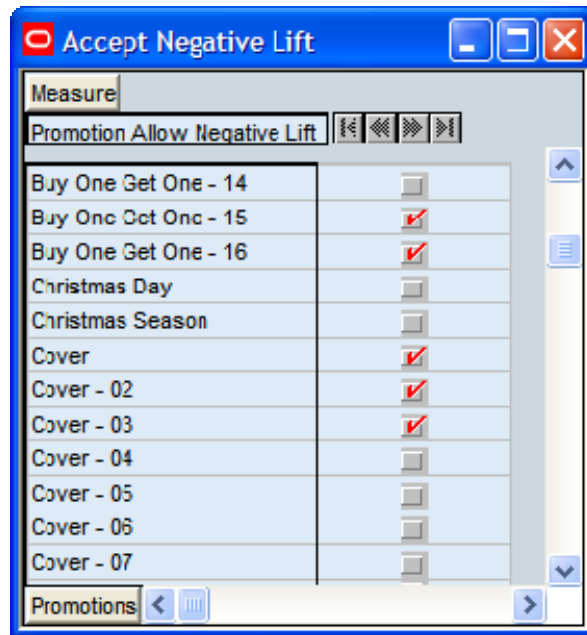 Accept Negative Lift
Measure
Promotion Allow Negative Lift
Buy One Get One - 14
Buy One Get One - 15
Buy One Get One - 16
Christmas Day
Christmas Season
Cover
Cover - 02
Cover - 03
Cover - 04
Cover - 05
Cover - 06
Cover - 07
Promotions